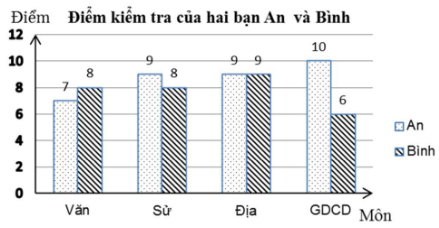 Điểm Điểm kiểm tra của hai bạn An và Bình
12
10
8
6
4
2
0
7 8 9 8 9 9 10 6
Văn Sử Địa GDCD Môn
An
Bình